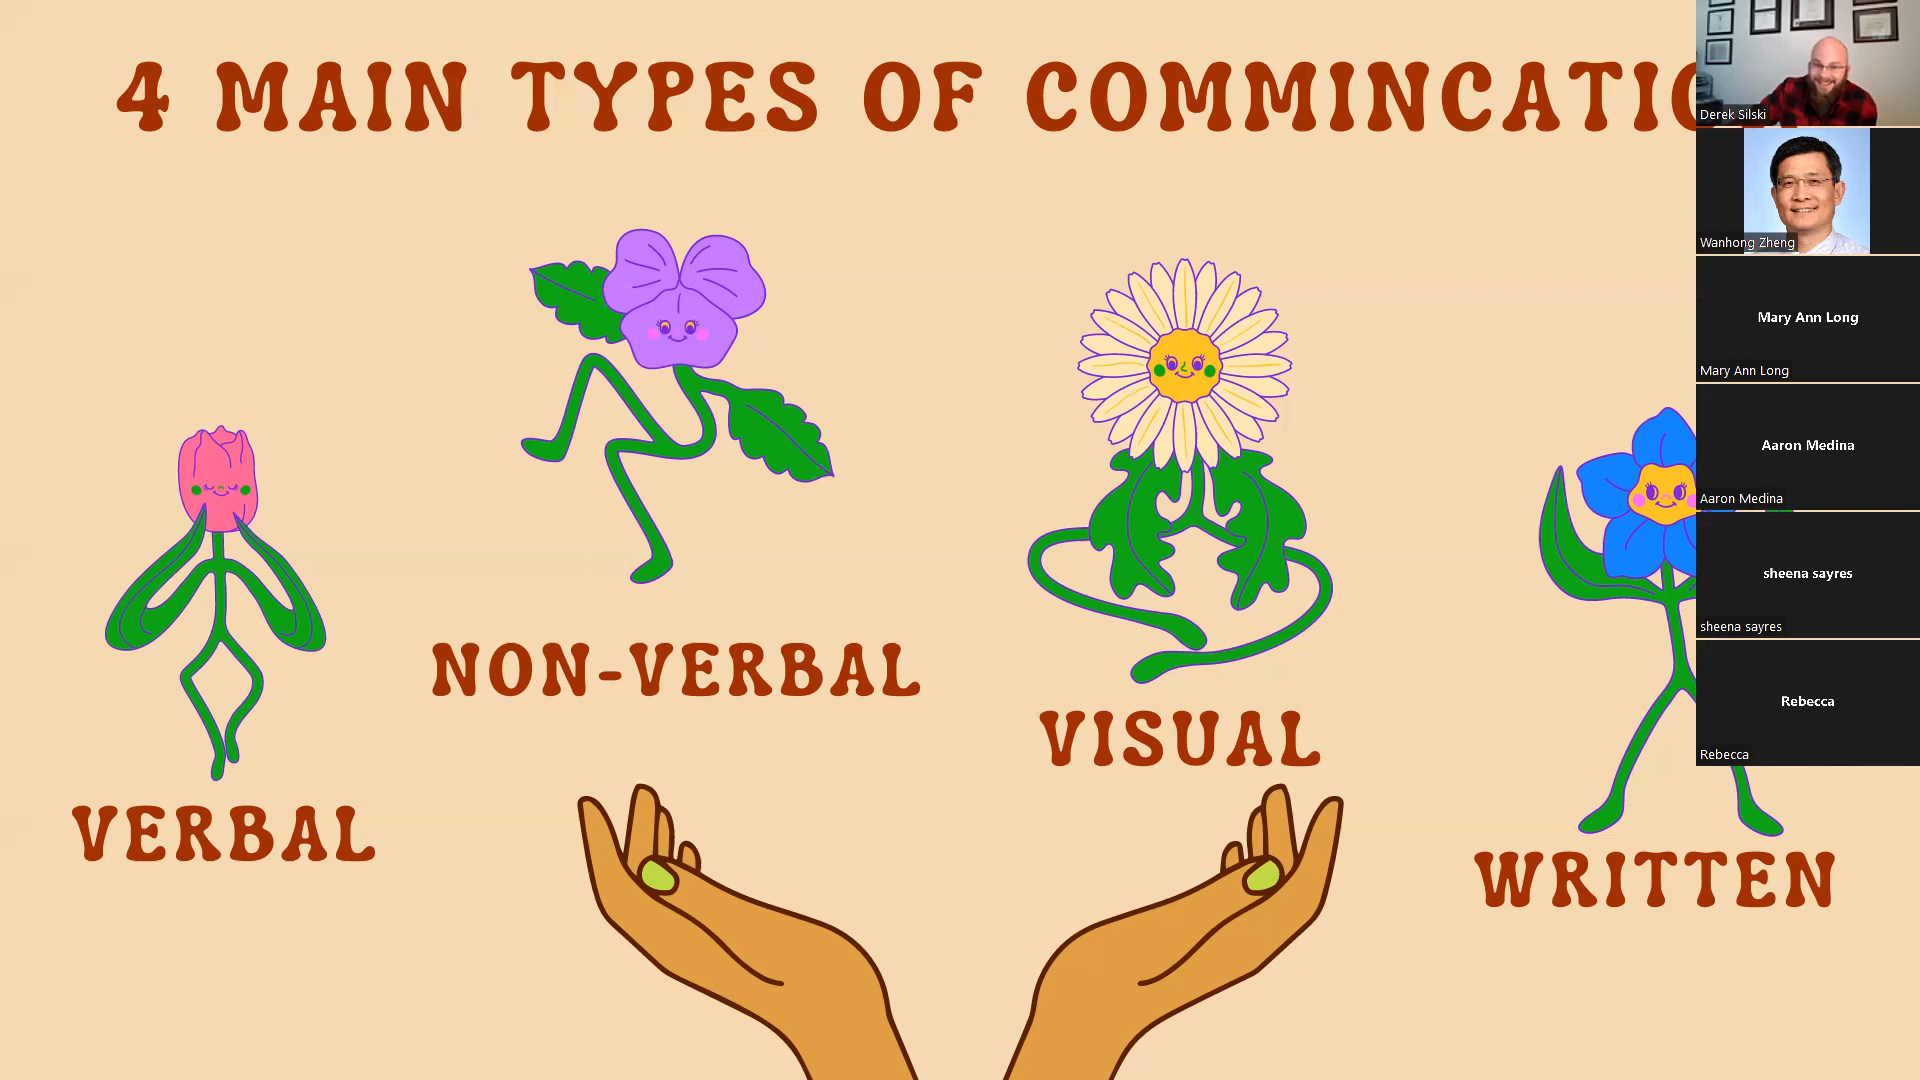 4 MAIN TYPES OF COMMINCATIO
NON-VERBAL
VISUAL
VERBAL
WRITTEN
Derek Silski
Wanhong Zheng
Mary Ann Long
Mary Ann Long
Aaron Medina
Aaron Medina
sheena sayres
sheena sayres
Rebecca
Rebecca